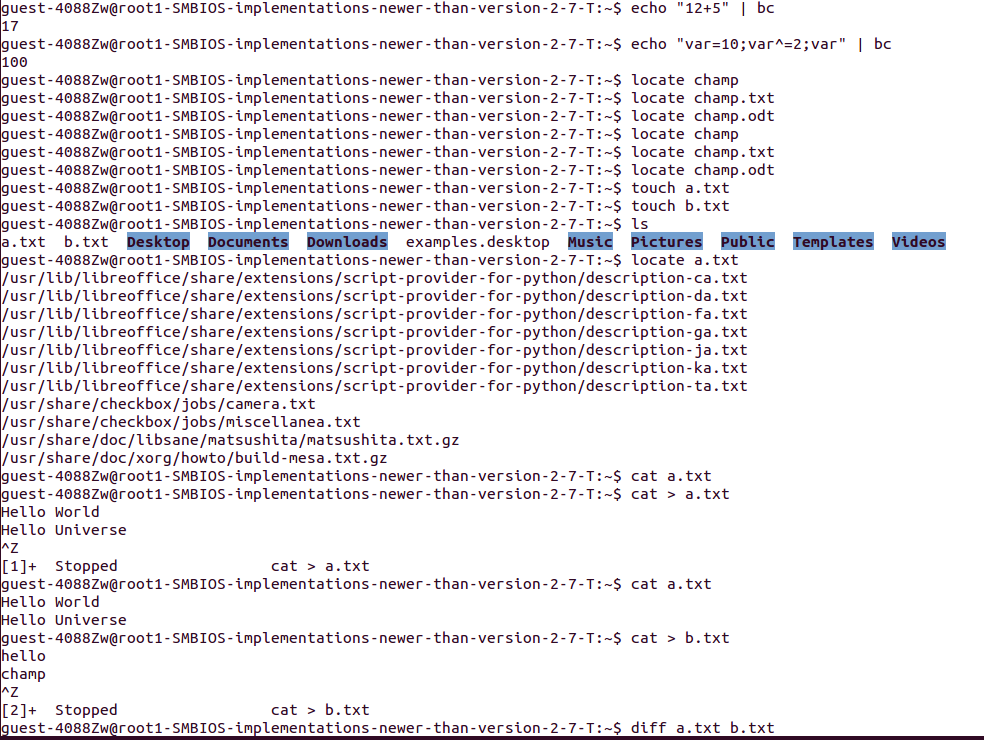 guest-4088Zw@root1-SMBIOS-implementations-newer-than-version-2-7-T:~$ echo "12+5" | bc
17
guest-4088Zw@root1-SMBIOS-implementations-newer-than-version-2-7-T:~$ echo "var=10;var^=2;var" | bc
100
guest-4088Zw@root1-SMBIOS-implementations-newer-than-version-2-7-T:~$ locate champ
guest-4088Zw@root1-SMBIOS-implementations-newer-than-version-2-7-T:~$ locate champ.txt
guest-4088Zw@root1-SMBIOS-implementations-newer-than-version-2-7-T:~$ locate champ.odt
guest-4088Zw@root1-SMBIOS-implementations-newer-than-version-2-7-T:~$ locate champ
guest-4088Zw@root1-SMBIOS-implementations-newer-than-version-2-7-T:~$ locate champ.txt
guest-4088Zw@root1-SMBIOS-implementations-newer-than-version-2-7-T:~$ locate champ.odt
guest-4088Zw@root1-SMBIOS-implementations-newer-than-version-2-7-T:~$ touch a.txt
guest-4088Zw@root1-SMBIOS-implementations-newer-than-version-2-7-T:~$ touch b.txt
guest-4088Zw@root1-SMBIOS-implementations-newer-than-version-2-7-T:~$ ls
a.txt  b.txt  Desktop  Documents  Downloads  examples.desktop  Music  Pictures  Public  Templates  Videos
guest-4088Zw@root1-SMBIOS-implementations-newer-than-version-2-7-T:~$ locate a.txt
/usr/lib/libreoffice/share/extensions/script-provider-for-python/description-ca.txt
/usr/lib/libreoffice/share/extensions/script-provider-for-python/description-da.txt
/usr/lib/libreoffice/share/extensions/script-provider-for-python/description-fa.txt
/usr/lib/libreoffice/share/extensions/script-provider-for-python/description-ga.txt
/usr/lib/libreoffice/share/extensions/script-provider-for-python/description-ja.txt
/usr/lib/libreoffice/share/extensions/script-provider-for-python/description-ka.txt
/usr/lib/libreoffice/share/extensions/script-provider-for-python/description-ta.txt
/usr/share/checkbox/jobs/camera.txt
/usr/share/checkbox/jobs/miscellanea.txt
/usr/share/doc/libsane/matsushita/matsushita.txt.gz
/usr/share/doc/xorg/howto/build-mesa.txt.gz
guest-4088Zw@root1-SMBIOS-implementations-newer-than-version-2-7-T:~$ cat a.txt
guest-4088Zw@root1-SMBIOS-implementations-newer-than-version-2-7-T:~$ cat > a.txt
Hello World
Hello Universe
^Z
[1]+  Stopped                 cat > a.txt
guest-4088Zw@root1-SMBIOS-implementations-newer-than-version-2-7-T:~$ cat a.txt
Hello World
Hello Universe
guest-4088Zw@root1-SMBIOS-implementations-newer-than-version-2-7-T:~$ cat > b.txt
hello
champ
^Z
[2]+  Stopped                 cat > b.txt
guest-4088Zw@root1-SMBIOS-implementations-newer-than-version-2-7-T:~$ diff a.txt b.txt